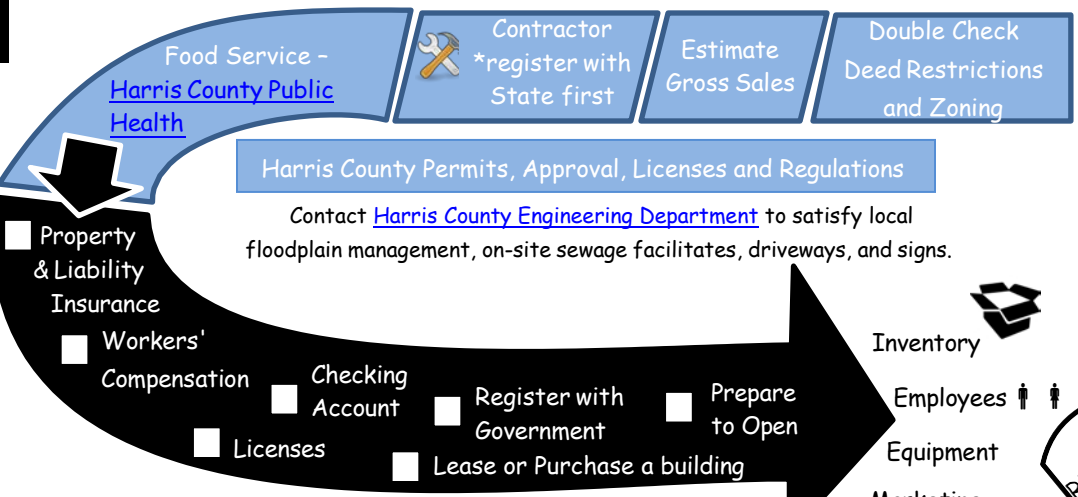 Food Service –
Harris County Public
Health
Contractor
*register with
State first
Estimate
Gross Sales
Double Check
Deed Restrictions
and Zoning
Harris County Permits, Approval, Licenses and Regulations
Contact Harris County Engineering Department to satisfy local
floodplain management, on-site sewage facilitates, driveways, and signs.
Property
& Liability
Insurance
Workers'
Compensation
Checking
Account
Licenses
Register with
Government
Lease or Purchase a building
Prepare
to Open
Inventory
Employees
Equipment
Marketing